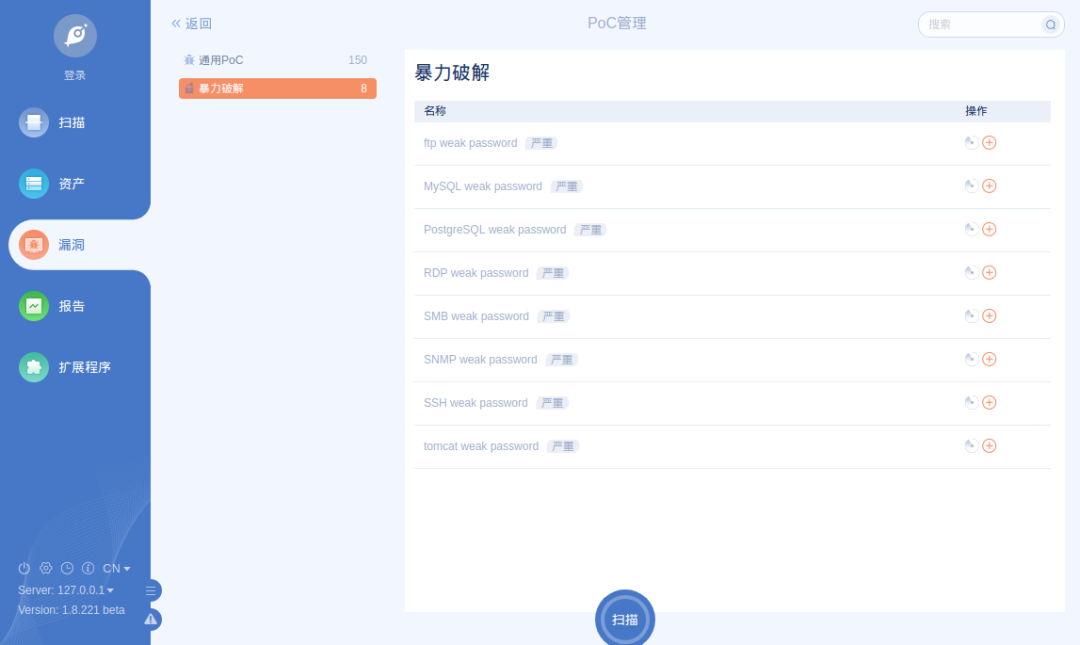 返回
PoC管理
搜索
登录
扫描
资产
漏洞
报告
扩展程序
CN
Server: 127.0.0.1
Version: 1.8.221 beta
通用PoC 150
暴力破解 8
暴力破解
名称 操作
ftp weak password 严重
MySQL weak password 严重
PostgreSQL weak password 严重
RDP weak password 严重
SMB weak password 严重
SNMP weak password 严重
SSH weak password 严重
tomcat weak password 严重
扫描